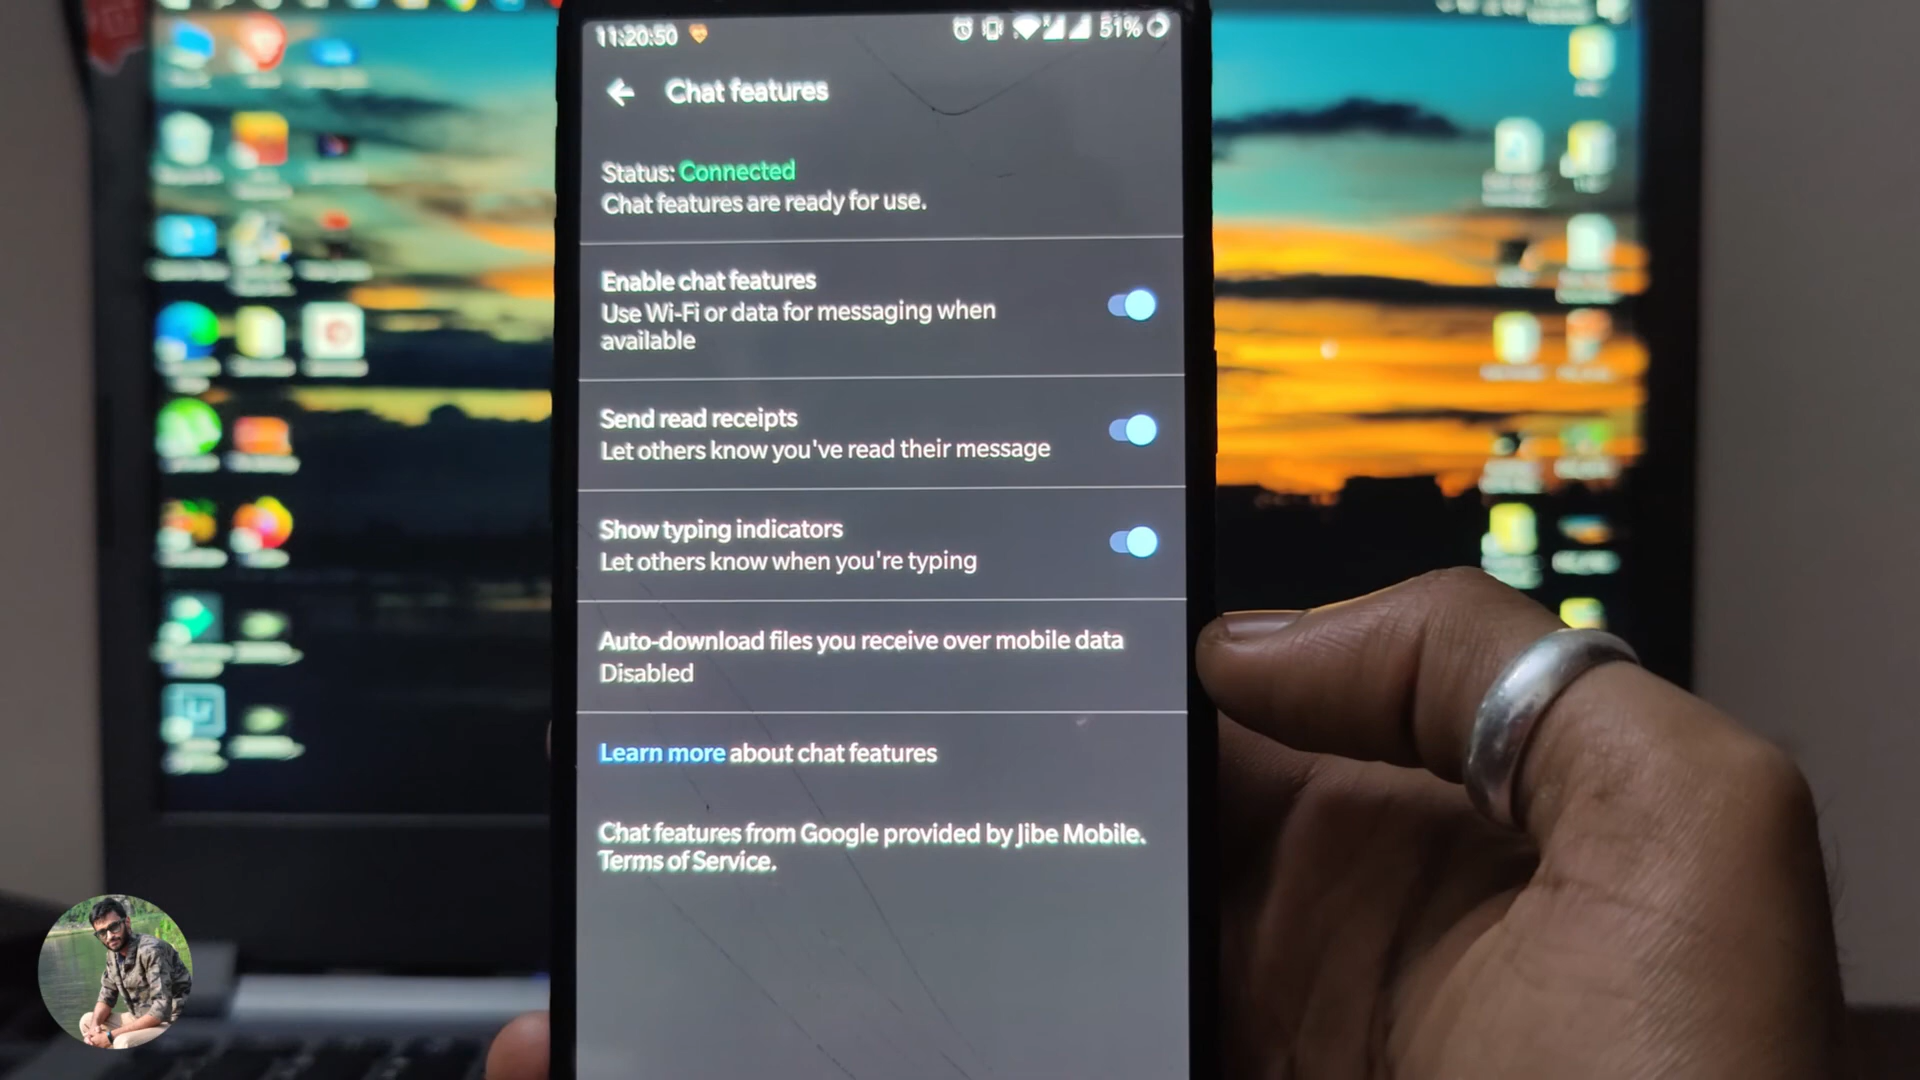 11:20:50
51%
Chat features
Status: Connected
Chat features are ready for use.
Enable chat features
Use Wi-Fi or data for messaging when
available
Send read receipts
Let others know you've read their message
Show typing indicators
Let others know when you're typing
Auto-download files you receive over mobile data
Disabled
Learn more about chat features
Chat features from Google provided by Jibe Mobile.
Terms of Service.